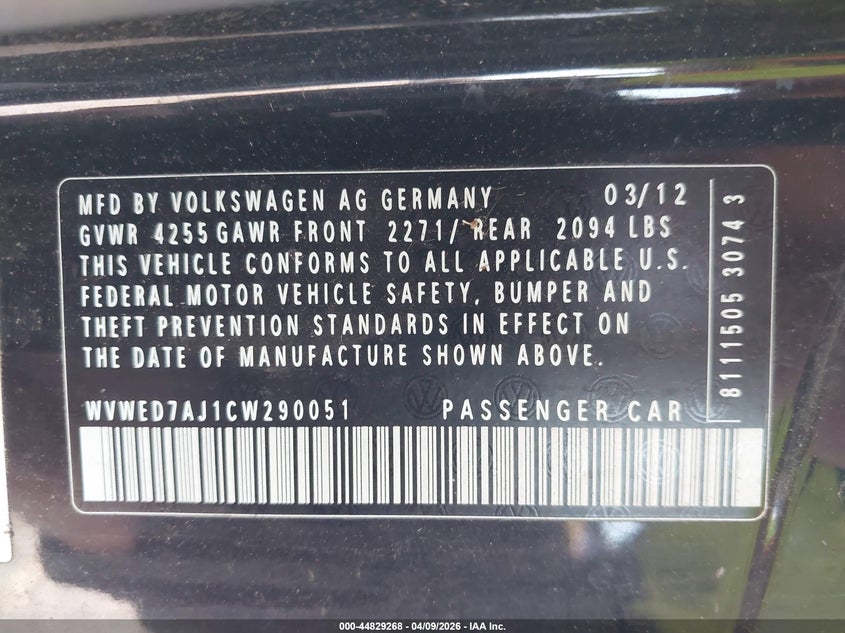 MFD BY VOLKSWAGEN AG GERMANY 03/12
GVWR 4255 GAWR FRONT 2271/ REAR 2094 LBS
THIS VEHICLE CONFORMS TO ALL APPLICABLE U.S.
FEDERAL MOTOR VEHICLE SAFETY, BUMPER AND
THEFT PREVENTION STANDARDS IN EFFECT ON
THE DATE OF MANUFACTURE SHOWN ABOVE.
WVWED7AJ1CW290051 PASSENGER CAR
8111505 3074 3
000-44829268 - 04/09/2026 - IAA Inc.